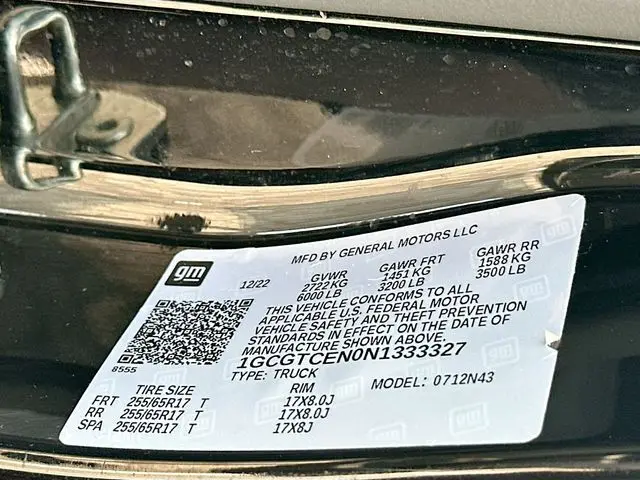 gm
MFD BY GENERAL MOTORS LLC
12/22 GVWR GAWR FRT GAWR RR
2722 KG 1451 KG 1588 KG
6000 LB 3200 LB 3500 LB
THIS VEHICLE CONFORMS TO ALL
APPLICABLE U.S. FEDERAL MOTOR
VEHICLE SAFETY AND THEFT PREVENTION
STANDARDS IN EFFECT ON THE DATE OF
MANUFACTURE SHOWN ABOVE.
8555
1GCGTCEN0N1333327
TYPE: TRUCK
MODEL: 0712N43
TIRE SIZE RIM
FRT 255/65R17 T 17X8.0J
RR 255/65R17 T 17X8.0J
SPA 255/65R17 T 17X8J